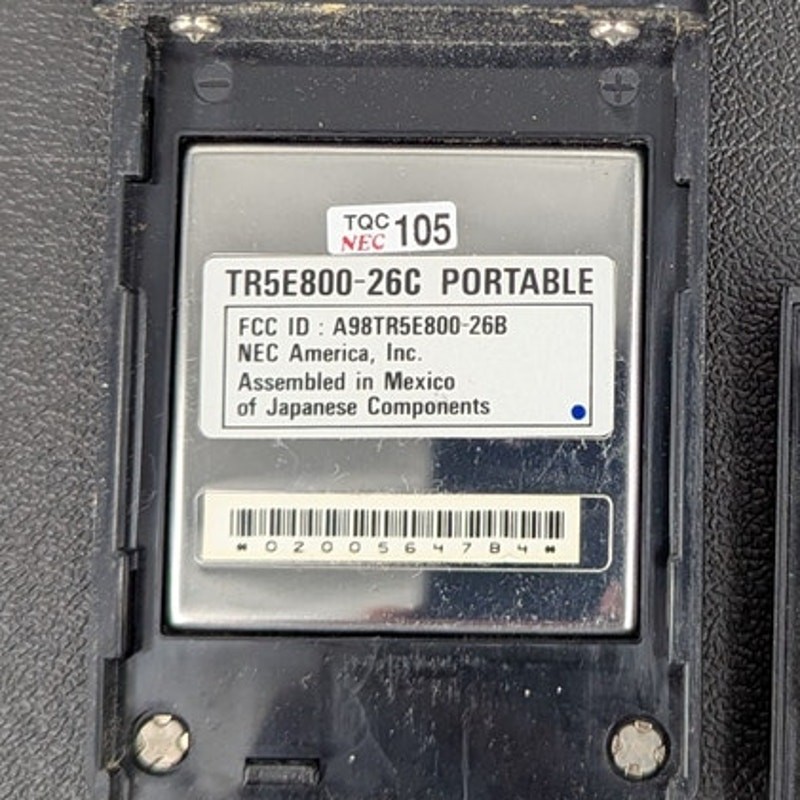 TQC
NEC 105
TR5E800-26C PORTABLE
FCC ID : A98TR5E800-26B
NEC America, Inc.
Assembled in Mexico
of Japanese Components
*02005647B4*